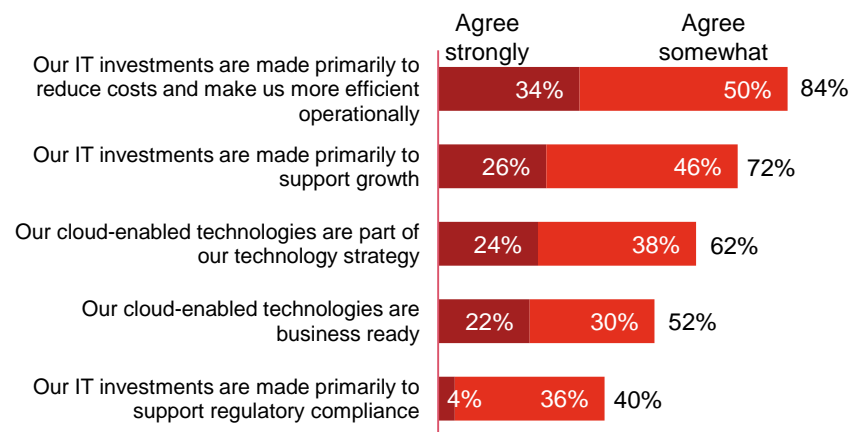 Agree
strongly
Agree
somewhat
Our IT investments are made primarily to
reduce costs and make us more efficient
operationally
34%
50%
84%
Our IT investments are made primarily to
support growth
26%
46%
72%
Our cloud-enabled technologies are part of
our technology strategy
24%
38%
62%
Our cloud-enabled technologies are
business ready
22%
30%
52%
Our IT investments are made primarily to
support regulatory compliance
4%
36%
40%